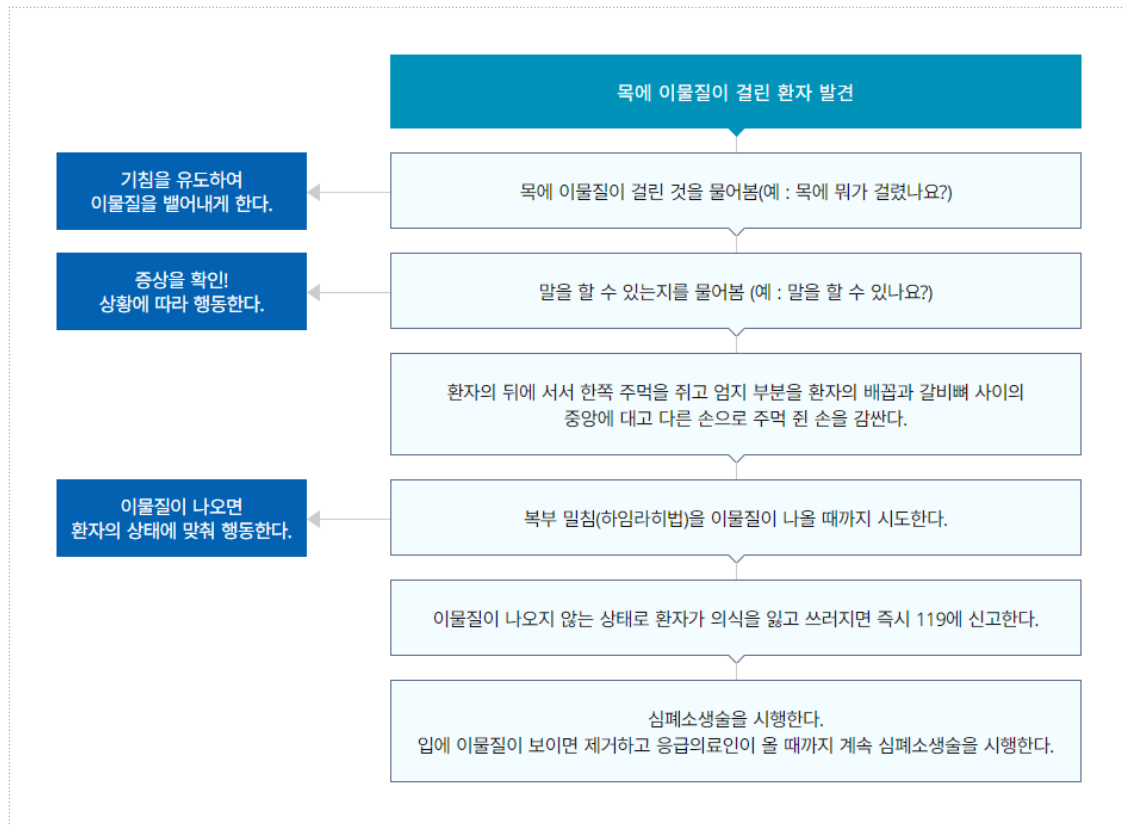 목에 이물질이 걸린 환자 발견
기침을 유도하여
이물질을 뱉어내게 한다.
목에 이물질이 걸린 것을 물어봄(예 : 목에 뭐가 걸렸나요?)
증상을 확인!
상황에 따라 행동한다.
말을 할 수 있는지를 물어봄 (예 : 말을 할 수 있나요?)
환자의 뒤에 서서 한쪽 주먹을 쥐고 엄지 부분을 환자의 배꼽과 갈비뼈 사이의
중앙에 대고 다른 손으로 주먹 쥔 손을 감싼다.
이물질이 나오면
환자의 상태에 맞춰 행동한다.
복부 밀침(하임라히법)을 이물질이 나올 때까지 시도한다.
이물질이 나오지 않는 상태로 환자가 의식을 잃고 쓰러지면 즉시 119에 신고한다.
심폐소생술을 시행한다.
입에 이물질이 보이면 제거하고 응급의료인이 올 때까지 계속 심폐소생술을 시행한다.